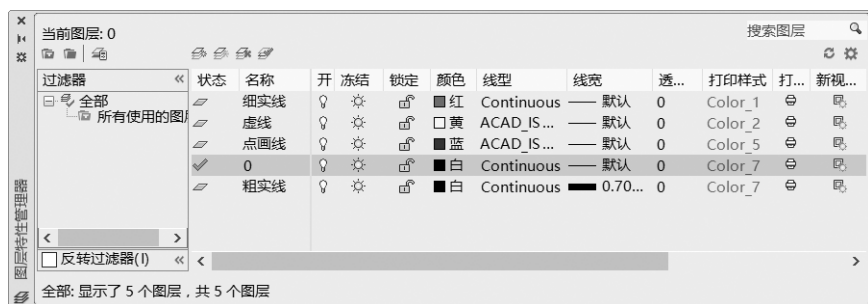 当前图层: 0
搜索图层
过滤器 «
全部
所有使用的图
状态 名称 开 冻结 锁定 颜色 线型 线宽 透... 打印样式 打... 新视...
细实线 红 Continuous 默认 0 Color_1
虚线 黄 ACAD_IS... 默认 0 Color_2
点画线 蓝 ACAD_IS... 默认 0 Color_5
0 白 Continuous 默认 0 Color_7
粗实线 白 Continuous 0.70... 0 Color_7
反转过滤器(I) «
全部: 显示了 5 个图层，共 5 个图层
图层特性管理器